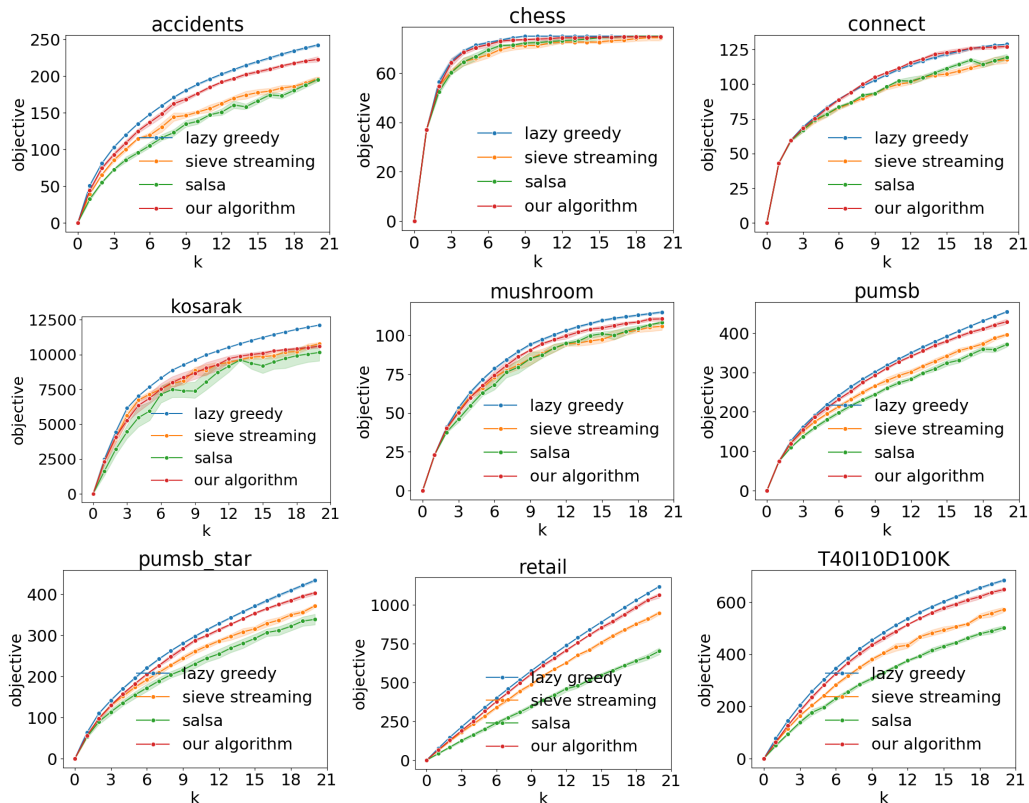 accidents
250
200
150
100
50
0
objective
lazy greedy
sieve streaming
salsa
our algorithm
0 3 6 9 12 15 18 21
k
chess
60
40
20
0
objective
lazy greedy
sieve streaming
salsa
our algorithm
0 3 6 9 12 15 18 21
k
connect
125
100
75
50
25
0
objective
lazy greedy
sieve streaming
salsa
our algorithm
0 3 6 9 12 15 18 21
k
kosarak
12500
10000
7500
5000
2500
0
objective
lazy greedy
sieve streaming
salsa
our algorithm
0 3 6 9 12 15 18 21
k
mushroom
100
75
50
25
0
objective
lazy greedy
sieve streaming
salsa
our algorithm
0 3 6 9 12 15 18 21
k
pumsb
400
300
200
100
0
objective
lazy greedy
sieve streaming
salsa
our algorithm
0 3 6 9 12 15 18 21
k
pumsb_star
400
300
200
100
0
objective
lazy greedy
sieve streaming
salsa
our algorithm
0 3 6 9 12 15 18 21
k
retail
1000
750
500
250
0
objective
lazy greedy
sieve streaming
salsa
our algorithm
0 3 6 9 12 15 18 21
k
T40I10D100K
600
400
200
0
objective
lazy greedy
sieve streaming
salsa
our algorithm
0 3 6 9 12 15 18 21
k